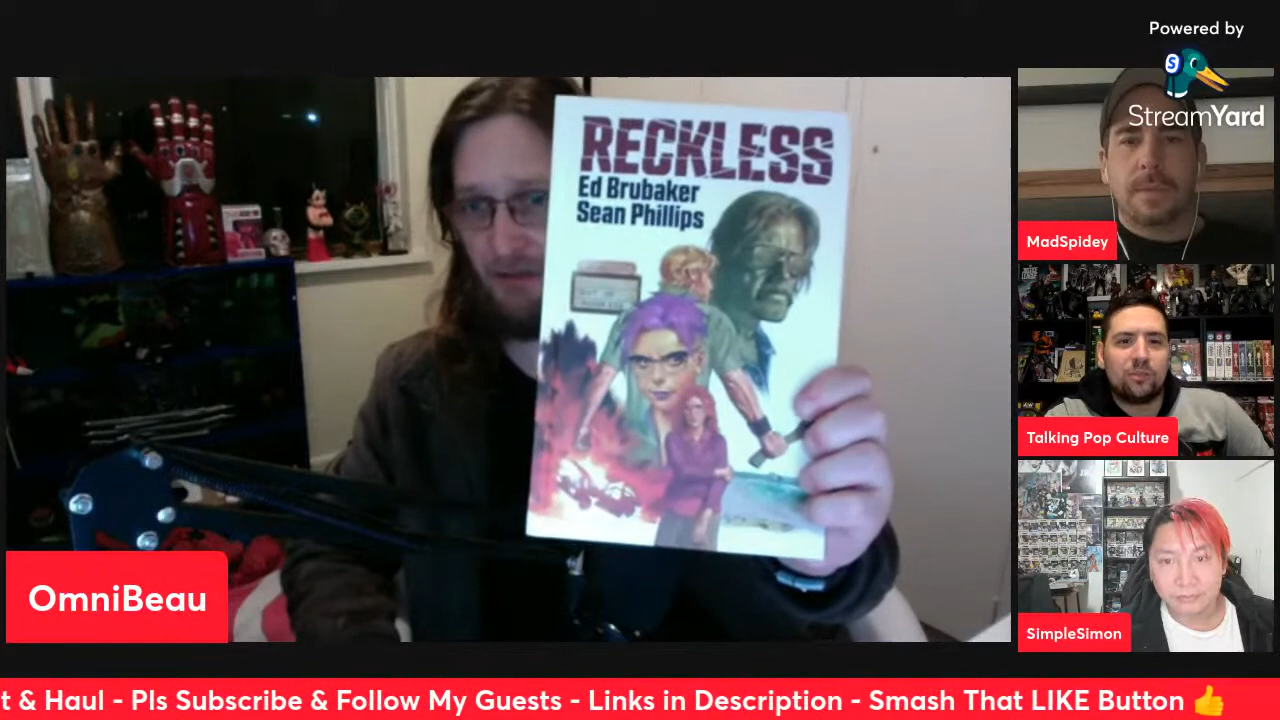 Powered by
StreamYard
RECKLESS
Ed Brubaker
Sean Phillips
MadSpidey
Talking Pop Culture
OmniBeau
SimpleSimon
t & Haul - Pls Subscribe & Follow My Guests - Links in Description - Smash That LIKE Button 👍